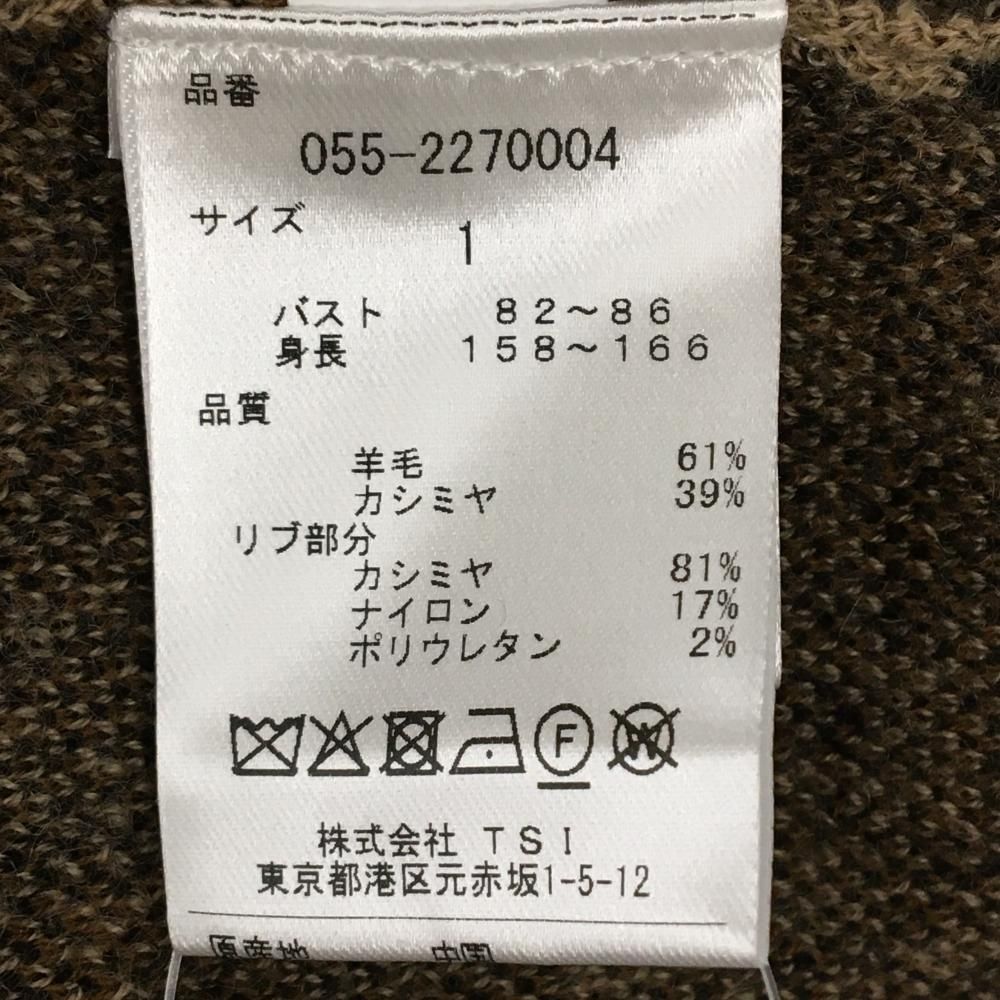 品番
055-2270004
サイズ 1
バスト 82～86
身長 158～166
品質
羊毛 61%
カシミヤ 39%
リブ部分
カシミヤ 81%
ナイロン 17%
ポリウレタン 2%
F W
株式会社 TSI
東京都港区元赤坂1-5-12
原産地 中国